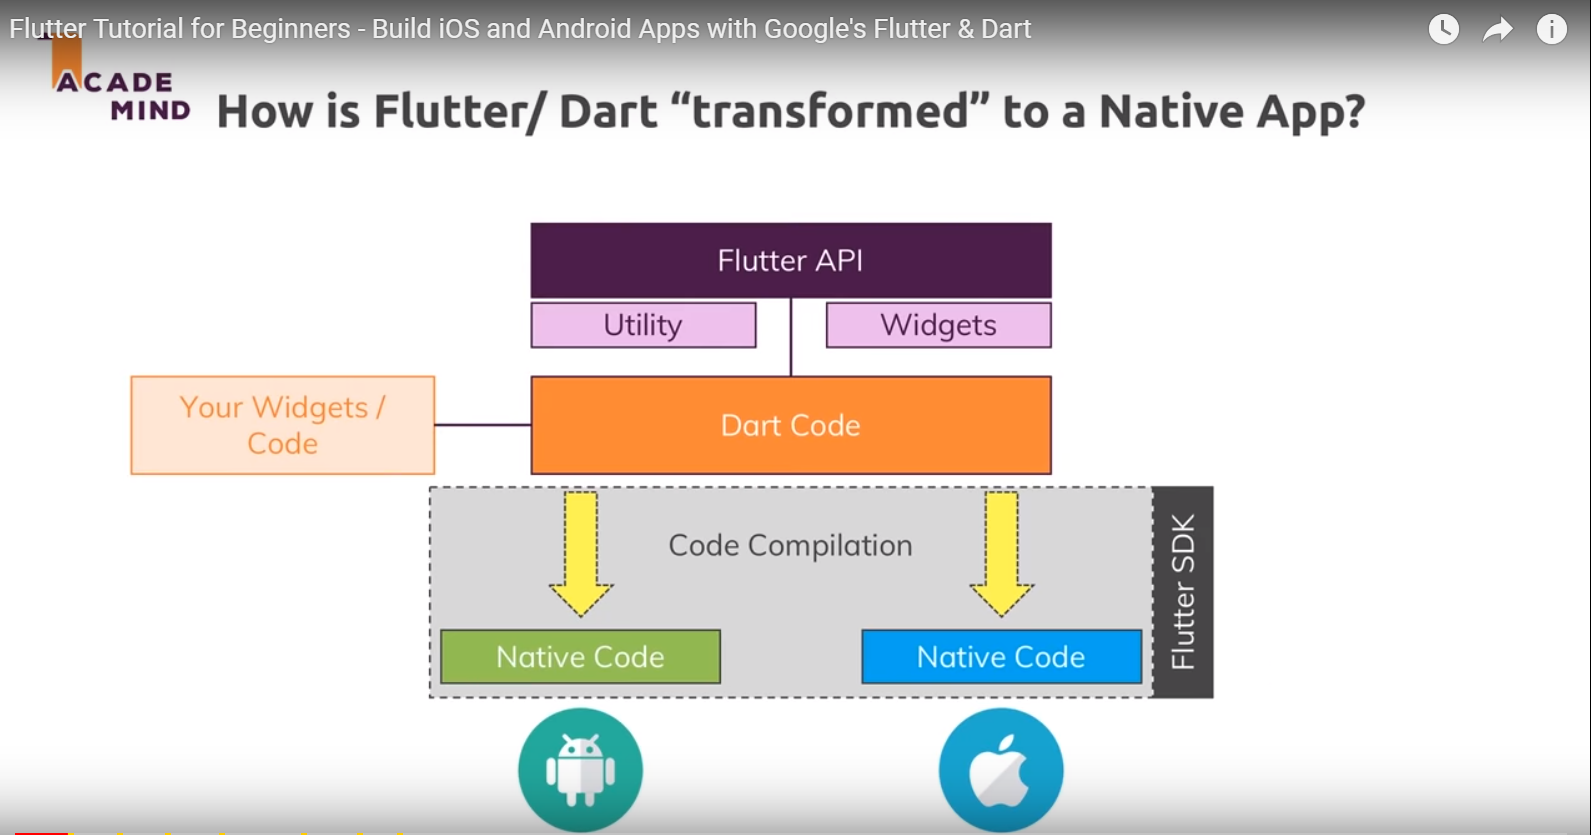 Flutter Tutorial for Beginners - Build iOS and Android Apps with Google's Flutter & Dart
ACADE
MIND
How is Flutter/ Dart “transformed” to a Native App?
Flutter API
Utility
Widgets
Your Widgets /
Code
Dart Code
Code Compilation
Native Code
Native Code
Flutter SDK